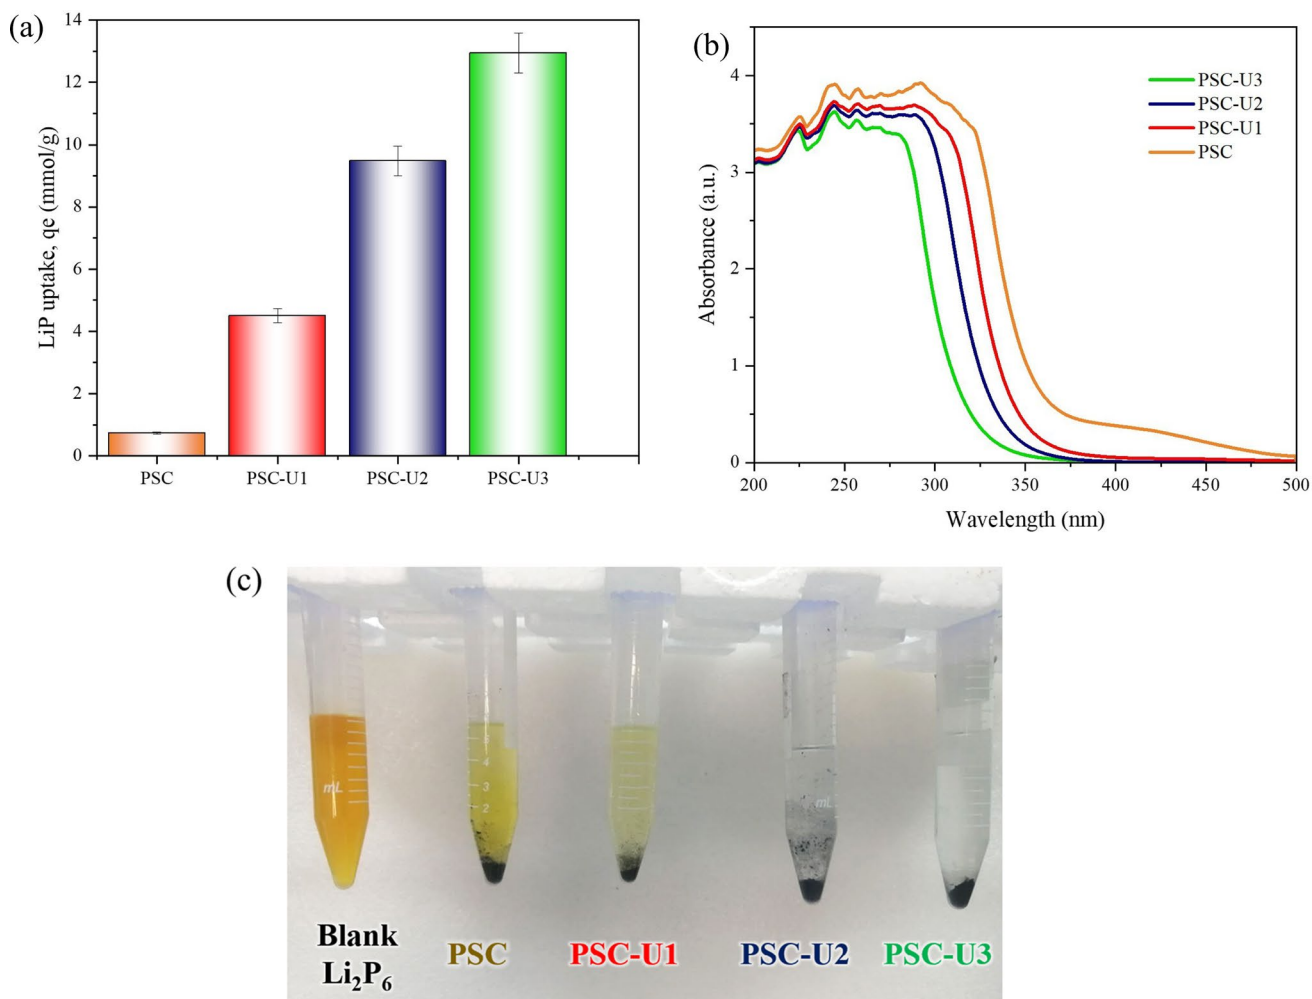 (a)
14
12
10
8
6
4
2
0
LiP uptake, qe (mmol/g)
PSC
PSC-U1
PSC-U2
PSC-U3
(b)
4
3
2
1
0
Absorbance (a.u.)
PSC-U3
PSC-U2
PSC-U1
PSC
200 250 300 350 400 450 500
Wavelength (nm)
(c)
mL
5
4
3
2
mL
Blank
Li₂P₆
PSC
PSC-U1
PSC-U2
PSC-U3